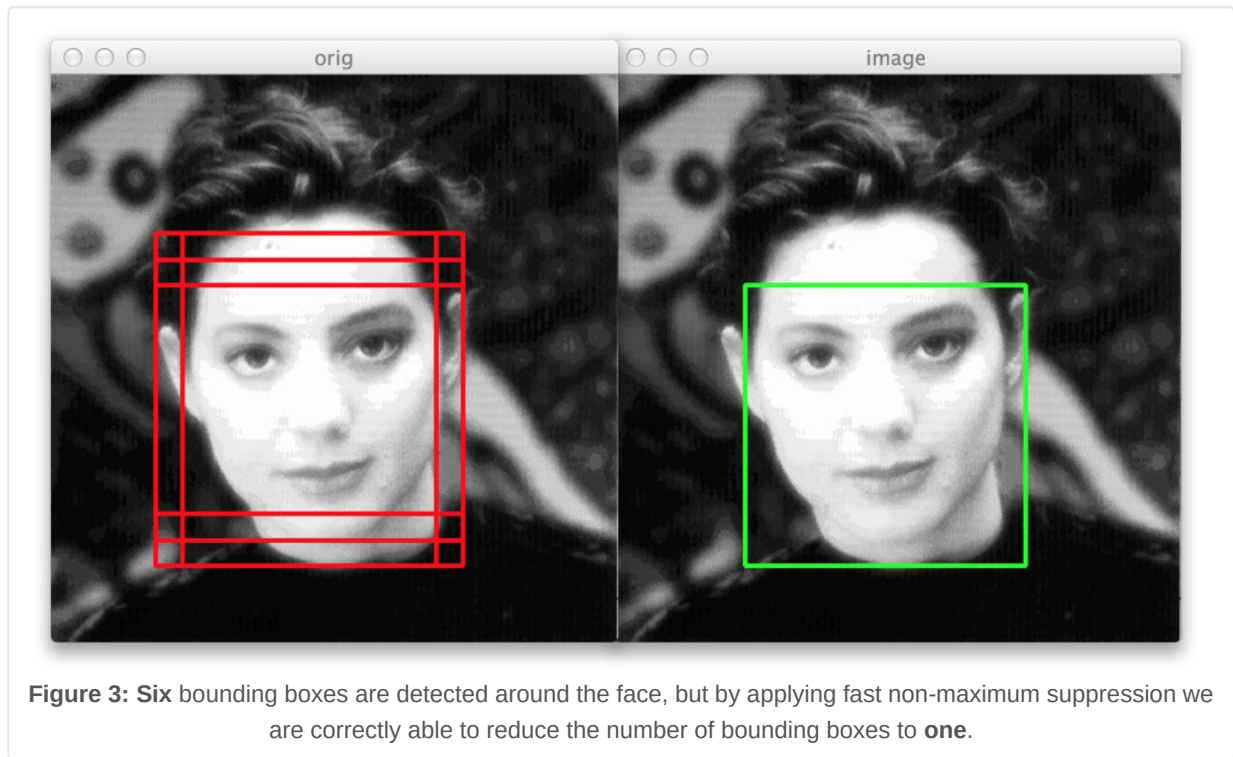 orig
image
Figure 3: Six bounding boxes are detected around the face, but by applying fast non-maximum suppression we
are correctly able to reduce the number of bounding boxes to one.